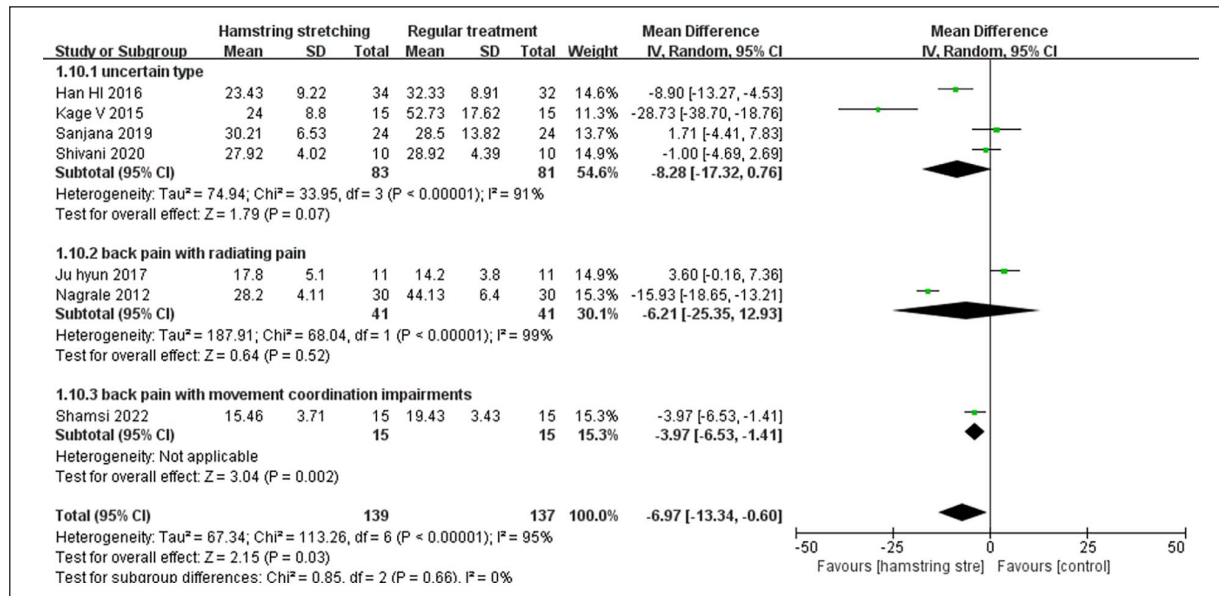 Hamstring stretching Regular treatment Mean Difference Mean Difference
Study or Subgroup Mean SD Total Mean SD Total Weight IV, Random, 95% CI IV, Random, 95% CI
1.10.1 uncertain type
Han HI 2016 23.43 9.22 34 32.33 8.91 32 14.6% -8.90 [-13.27, -4.53]
Kage V 2015 24 8.8 15 52.73 17.62 15 11.3% -28.73 [-38.70, -18.76]
Sanjana 2019 30.21 6.53 24 28.5 13.82 24 13.7% 1.71 [-4.41, 7.83]
Shivani 2020 27.92 4.02 10 28.92 4.39 10 14.9% -1.00 [-4.69, 2.69]
Subtotal (95% CI) 83 81 54.6% -8.28 [-17.32, 0.76]
Heterogeneity: Tau² = 74.94; Chi² = 33.95, df = 3 (P < 0.00001); I² = 91%
Test for overall effect: Z = 1.79 (P = 0.07)
1.10.2 back pain with radiating pain
Ju hyun 2017 17.8 5.1 11 14.2 3.8 11 14.9% 3.60 [-0.16, 7.36]
Nagrale 2012 28.2 4.11 30 44.13 6.4 30 15.3% -15.93 [-18.65, -13.21]
Subtotal (95% CI) 41 41 30.1% -6.21 [-25.35, 12.93]
Heterogeneity: Tau² = 187.91; Chi² = 68.04, df = 1 (P < 0.00001); I² = 99%
Test for overall effect: Z = 0.64 (P = 0.52)
1.10.3 back pain with movement coordination impairments
Shamsi 2022 15.46 3.71 15 19.43 3.43 15 15.3% -3.97 [-6.53, -1.41]
Subtotal (95% CI) 15 15 15.3% -3.97 [-6.53, -1.41]
Heterogeneity: Not applicable
Test for overall effect: Z = 3.04 (P = 0.002)
Total (95% CI) 139 137 100.0% -6.97 [-13.34, -0.60]
Heterogeneity: Tau² = 67.34; Chi² = 113.26, df = 6 (P < 0.00001); I² = 95%
Test for overall effect: Z = 2.15 (P = 0.03)
Test for subgroup differences: Chi² = 0.85, df = 2 (P = 0.66), I² = 0%
-50 -25 0 25 50
Favours [hamstring stre] Favours [control]